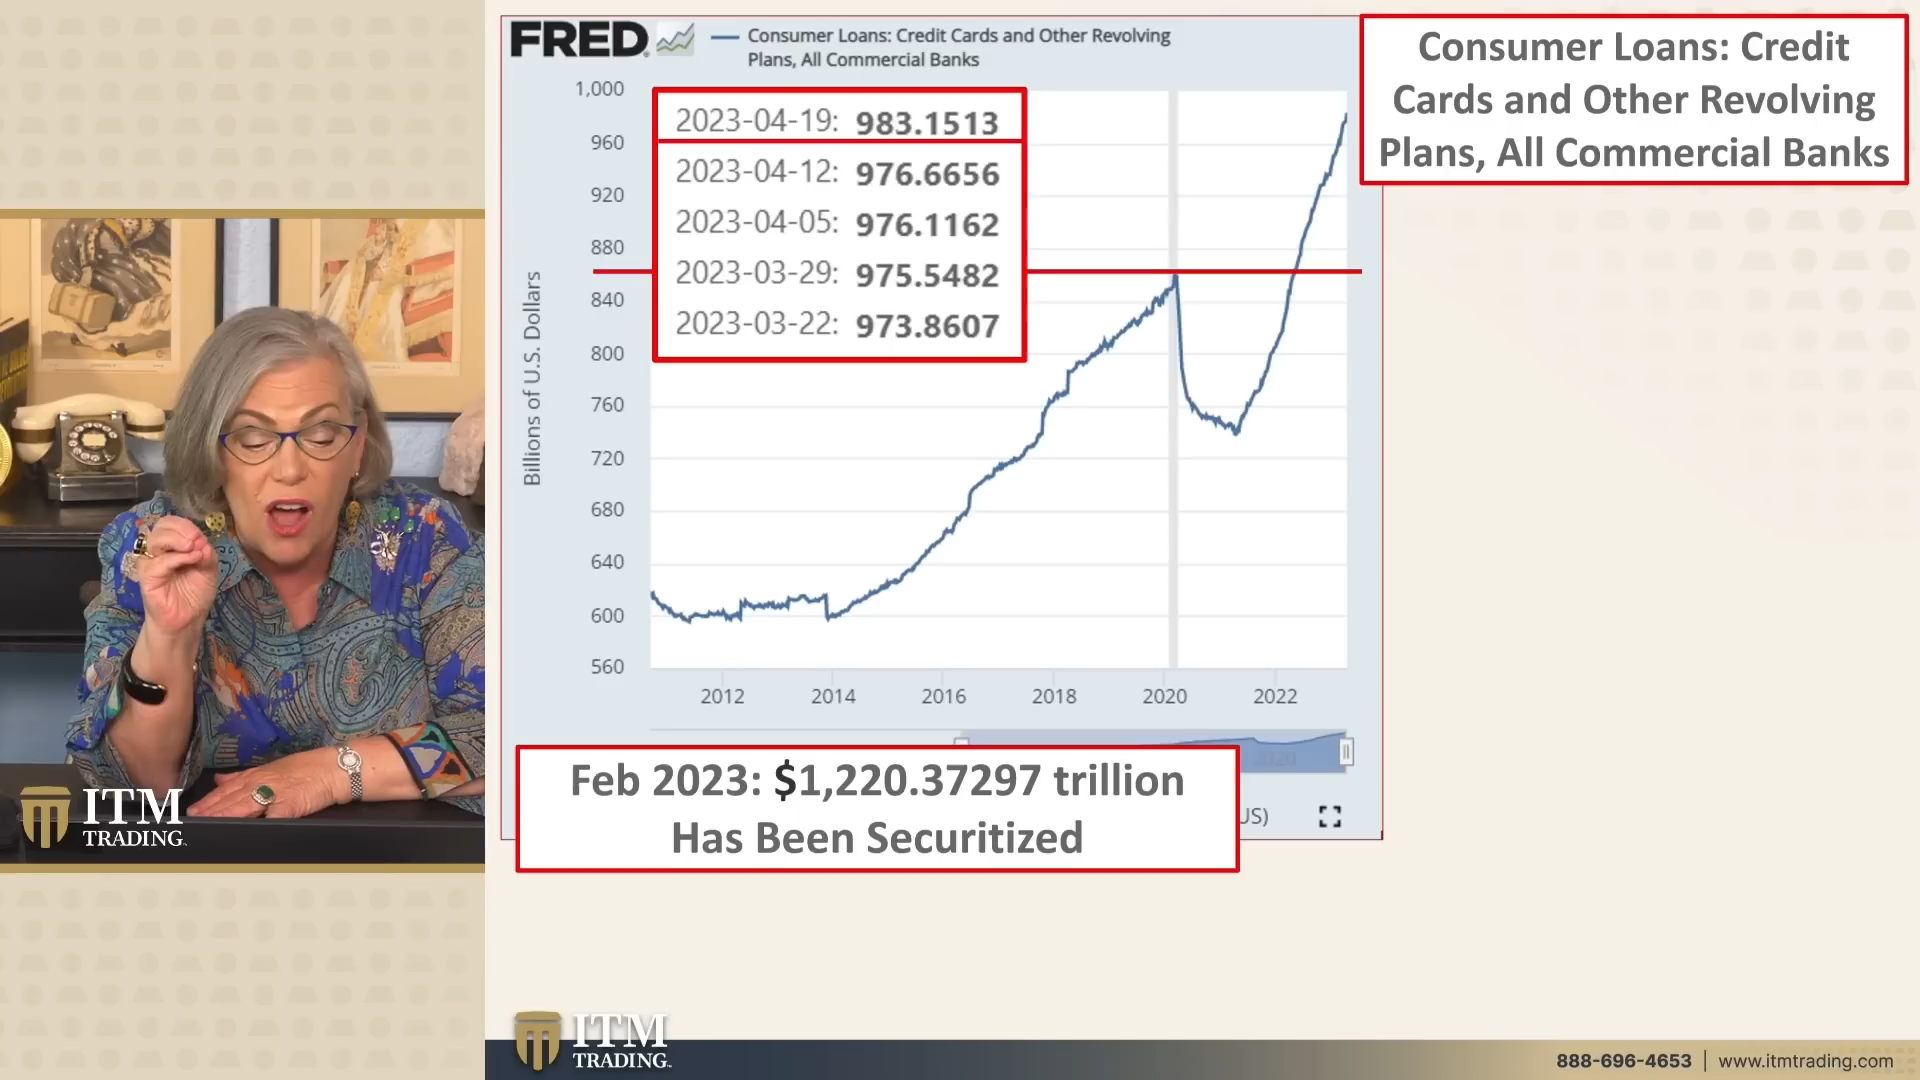 FRED
Consumer Loans: Credit Cards and Other Revolving
Plans, All Commercial Banks
Consumer Loans: Credit
Cards and Other Revolving
Plans, All Commercial Banks
1,000
960
920
880
840
800
760
720
680
640
600
560
Billions of U.S. Dollars
2023-04-19: 983.1513
2023-04-12: 976.6656
2023-04-05: 976.1162
2023-03-29: 975.5482
2023-03-22: 973.8607
2012 2014 2016 2018 2020 2022
2020
US)
Feb 2023: $1,220.37297 trillion
Has Been Securitized
ITM
TRADING
ITM
TRADING
888-696-4653 | www.itmtrading.com